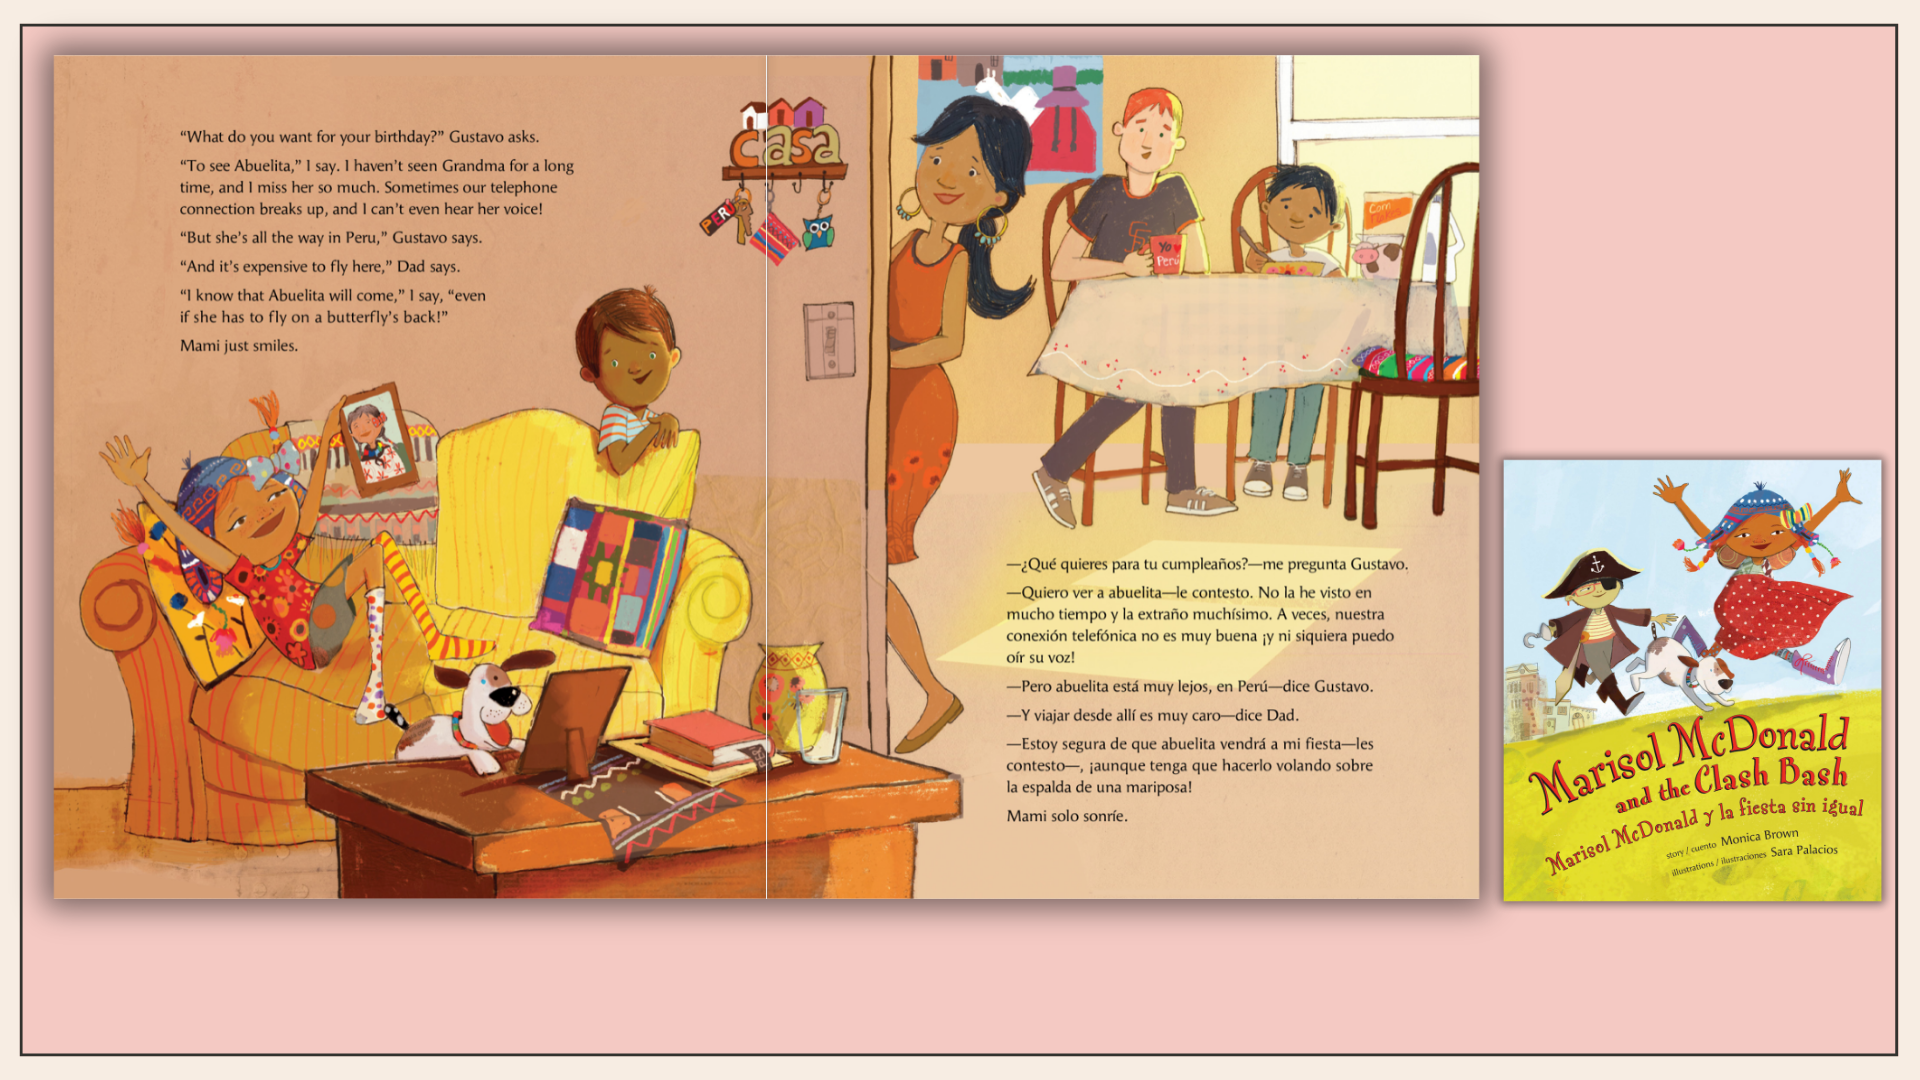 “What do you want for your birthday?” Gustavo asks.
“To see Abuelita,” I say. I haven’t seen Grandma for a long
time, and I miss her so much. Sometimes our telephone
connection breaks up, and I can’t even hear her voice!
“But she’s all the way in Peru,” Gustavo says.
“And it’s expensive to fly here,” Dad says.
“I know that Abuelita will come,” I say, “even
if she has to fly on a butterfly’s back!”
Mami just smiles.
casa
PERÚ
SF
Yo ♥
Perú
Corn
—¿Qué quieres para tu cumpleaños?—me pregunta Gustavo.
—Quiero ver a abuelita—le contesto. No la he visto en
mucho tiempo y la extraño muchísimo. A veces, nuestra
conexión telefónica no es muy buena ¡y ni siquiera puedo
oír su voz!
—Pero abuelita está muy lejos, en Perú—dice Gustavo.
—Y viajar desde allí es muy caro—dice Dad.
—Estoy segura de que abuelita vendrá a mi fiesta—les
contesto—, ¡aunque tenga que hacerlo volando sobre
la espalda de una mariposa!
Mami solo sonríe.
Marisol McDonald
and the Clash Bash
Marisol McDonald y la fiesta sin igual
story / cuento Monica Brown
illustrations / ilustraciones Sara Palacios